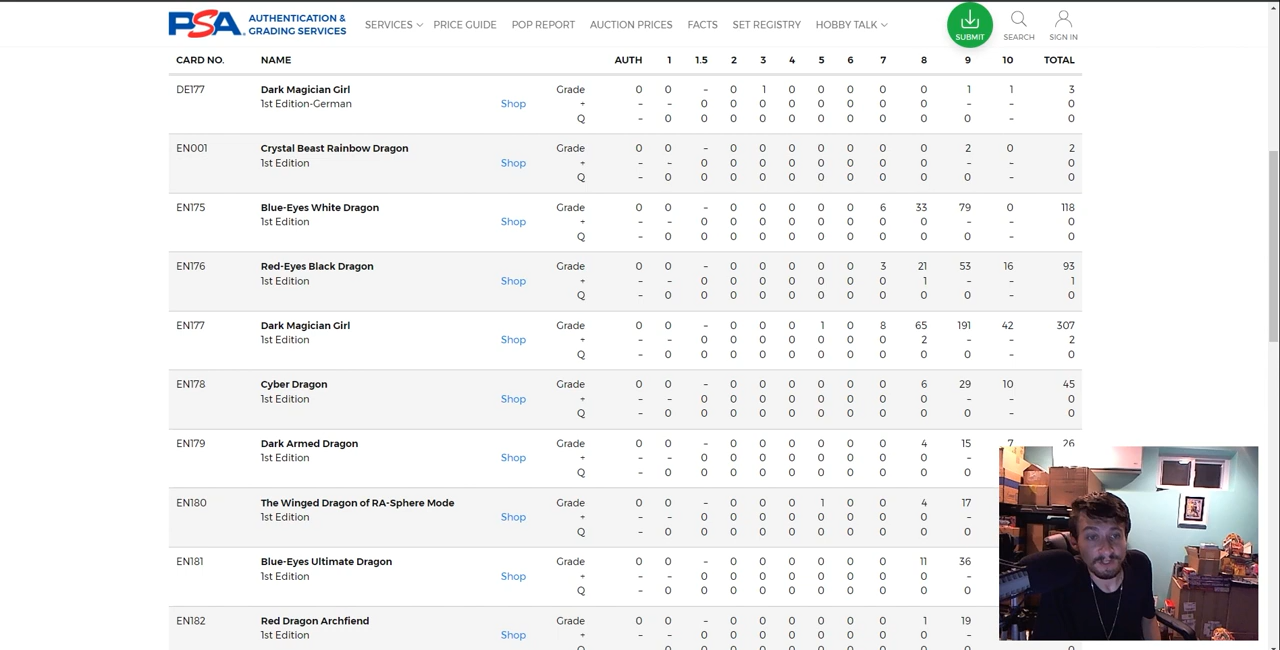 PSA AUTHENTICATION & GRADING SERVICES SERVICES PRICE GUIDE POP REPORT AUCTION PRICES FACTS SET REGISTRY HOBBY TALK SUBMIT SEARCH SIGN IN
CARD NO. NAME AUTH 1 1.5 2 3 4 5 6 7 8 9 10 TOTAL
DE177 Dark Magician Girl Grade 0 0 - 0 1 0 0 0 0 0 1 1 3
1st Edition-German Shop + - - 0 0 0 0 0 0 0 0 - - 0
Q - 0 0 0 0 0 0 0 0 0 0 - 0
EN001 Crystal Beast Rainbow Dragon Grade 0 0 - 0 0 0 0 0 0 0 2 0 2
1st Edition Shop + - - 0 0 0 0 0 0 0 0 - - 0
Q - 0 0 0 0 0 0 0 0 0 0 - 0
EN175 Blue-Eyes White Dragon Grade 0 0 - 0 0 0 0 0 6 33 79 0 118
1st Edition Shop + - - 0 0 0 0 0 0 0 0 - - 0
Q - 0 0 0 0 0 0 0 0 0 0 - 0
EN176 Red-Eyes Black Dragon Grade 0 0 - 0 0 0 0 0 3 21 53 16 93
1st Edition Shop + - - 0 0 0 0 0 0 0 1 - - 1
Q - 0 0 0 0 0 0 0 0 0 0 - 0
EN177 Dark Magician Girl Grade 0 0 - 0 0 0 1 0 8 65 191 42 307
1st Edition Shop + - - 0 0 0 0 0 0 0 2 - - 2
Q - 0 0 0 0 0 0 0 0 0 0 - 0
EN178 Cyber Dragon Grade 0 0 - 0 0 0 0 0 0 6 29 10 45
1st Edition Shop + - - 0 0 0 0 0 0 0 0 - - 0
Q - 0 0 0 0 0 0 0 0 0 0 - 0
EN179 Dark Armed Dragon Grade 0 0 - 0 0 0 0 0 0 4 15 7 26
1st Edition Shop + - - 0 0 0 0 0 0 0 0 -
Q - 0 0 0 0 0 0 0 0 0 0
EN180 The Winged Dragon of RA-Sphere Mode Grade 0 0 - 0 0 0 1 0 0 4 17
1st Edition Shop + - - 0 0 0 0 0 0 0 0 -
Q - 0 0 0 0 0 0 0 0 0 0
EN181 Blue-Eyes Ultimate Dragon Grade 0 0 - 0 0 0 0 0 0 11 36
1st Edition Shop + - - 0 0 0 0 0 0 0 0 -
Q - 0 0 0 0 0 0 0 0 0 0
EN182 Red Dragon Archfiend Grade 0 0 - 0 0 0 0 0 0 1 19
1st Edition Shop + - - 0 0 0 0 0 0 0 0 -